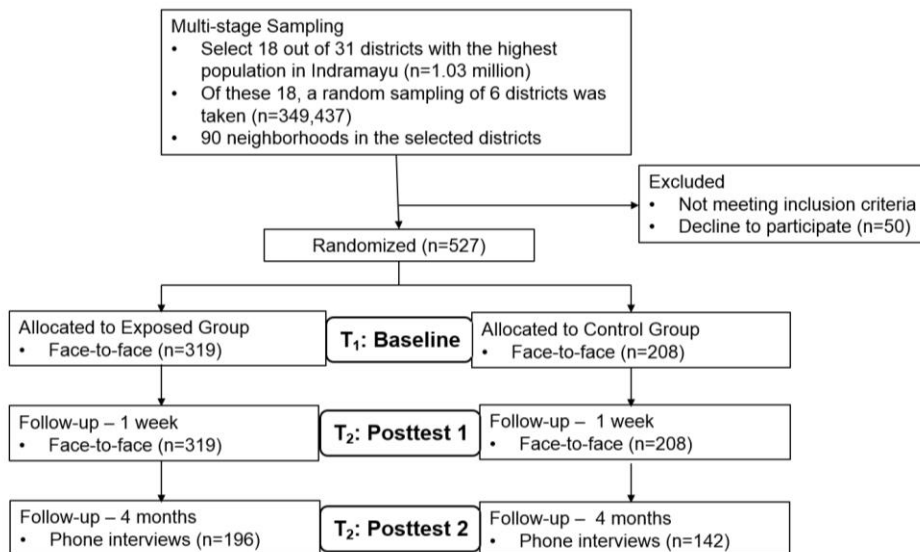 Multi-stage Sampling
• Select 18 out of 31 districts with the highest
population in Indramayu (n=1.03 million)
• Of these 18, a random sampling of 6 districts was
taken (n=349,437)
• 90 neighborhoods in the selected districts
Excluded
• Not meeting inclusion criteria
• Decline to participate (n=50)
Randomized (n=527)
Allocated to Exposed Group
• Face-to-face (n=319)
T₁: Baseline
Allocated to Control Group
• Face-to-face (n=208)
Follow-up – 1 week
• Face-to-face (n=319)
T₂: Posttest 1
Follow-up – 1 week
• Face-to-face (n=208)
Follow-up – 4 months
• Phone interviews (n=196)
T₂: Posttest 2
Follow-up – 4 months
• Phone interviews (n=142)